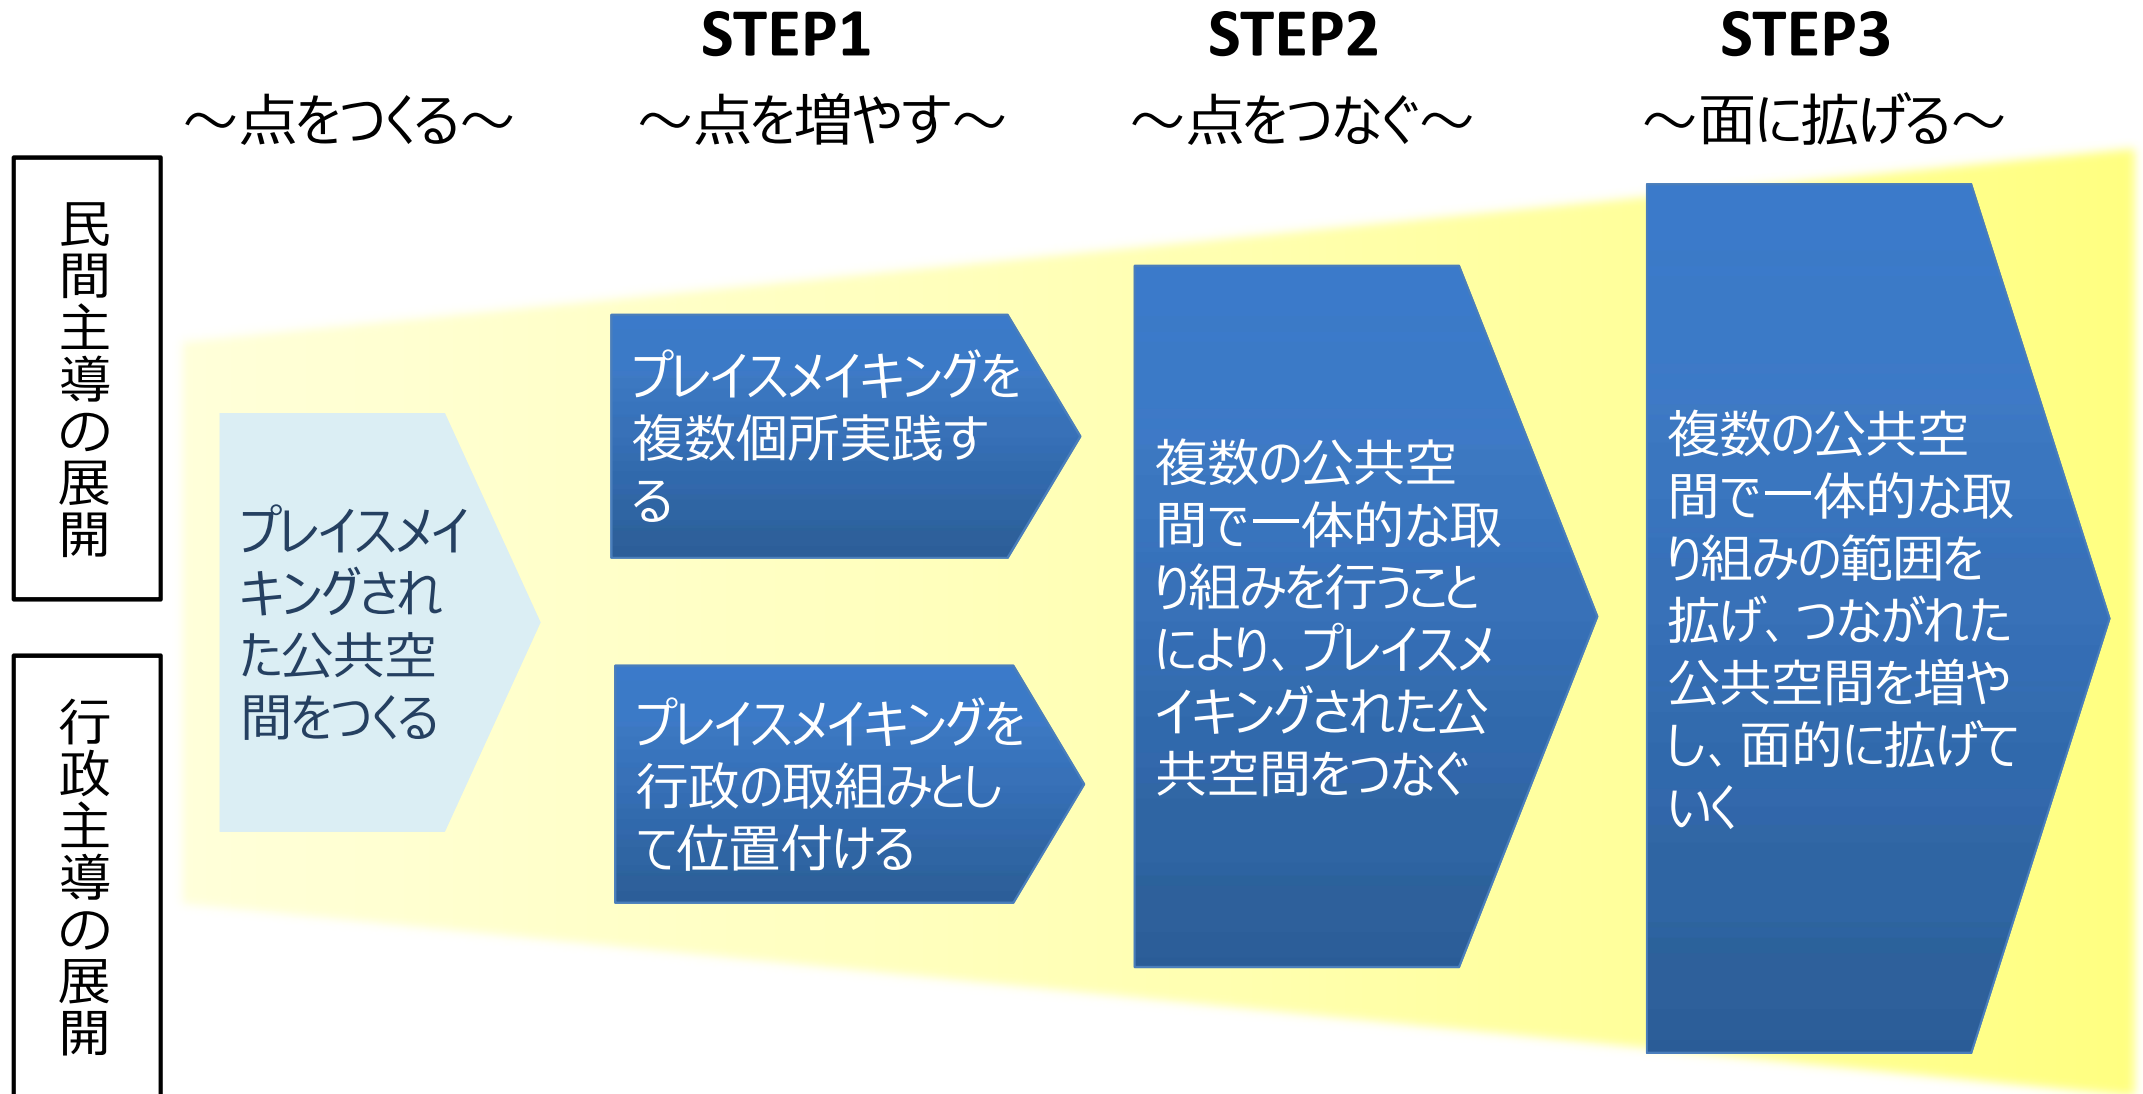 STEP1
STEP2
STEP3
～点をつくる～
～点を増やす～
～点をつなぐ～
～面に拡げる～
民間主導の展開
行政主導の展開
プレイスメイ
キングされ
た公共空
間をつくる
プレイスメイキングを
複数個所実践す
る
プレイスメイキングを
行政の取組みとし
て位置付ける
複数の公共空
間で一体的な取
り組みを行うこと
により、プレイスメ
イキングされた公
共空間をつなぐ
複数の公共空
間で一体的な取
り組みの範囲を
拡げ、つながれた
公共空間を増や
し、面的に拡げて
いく